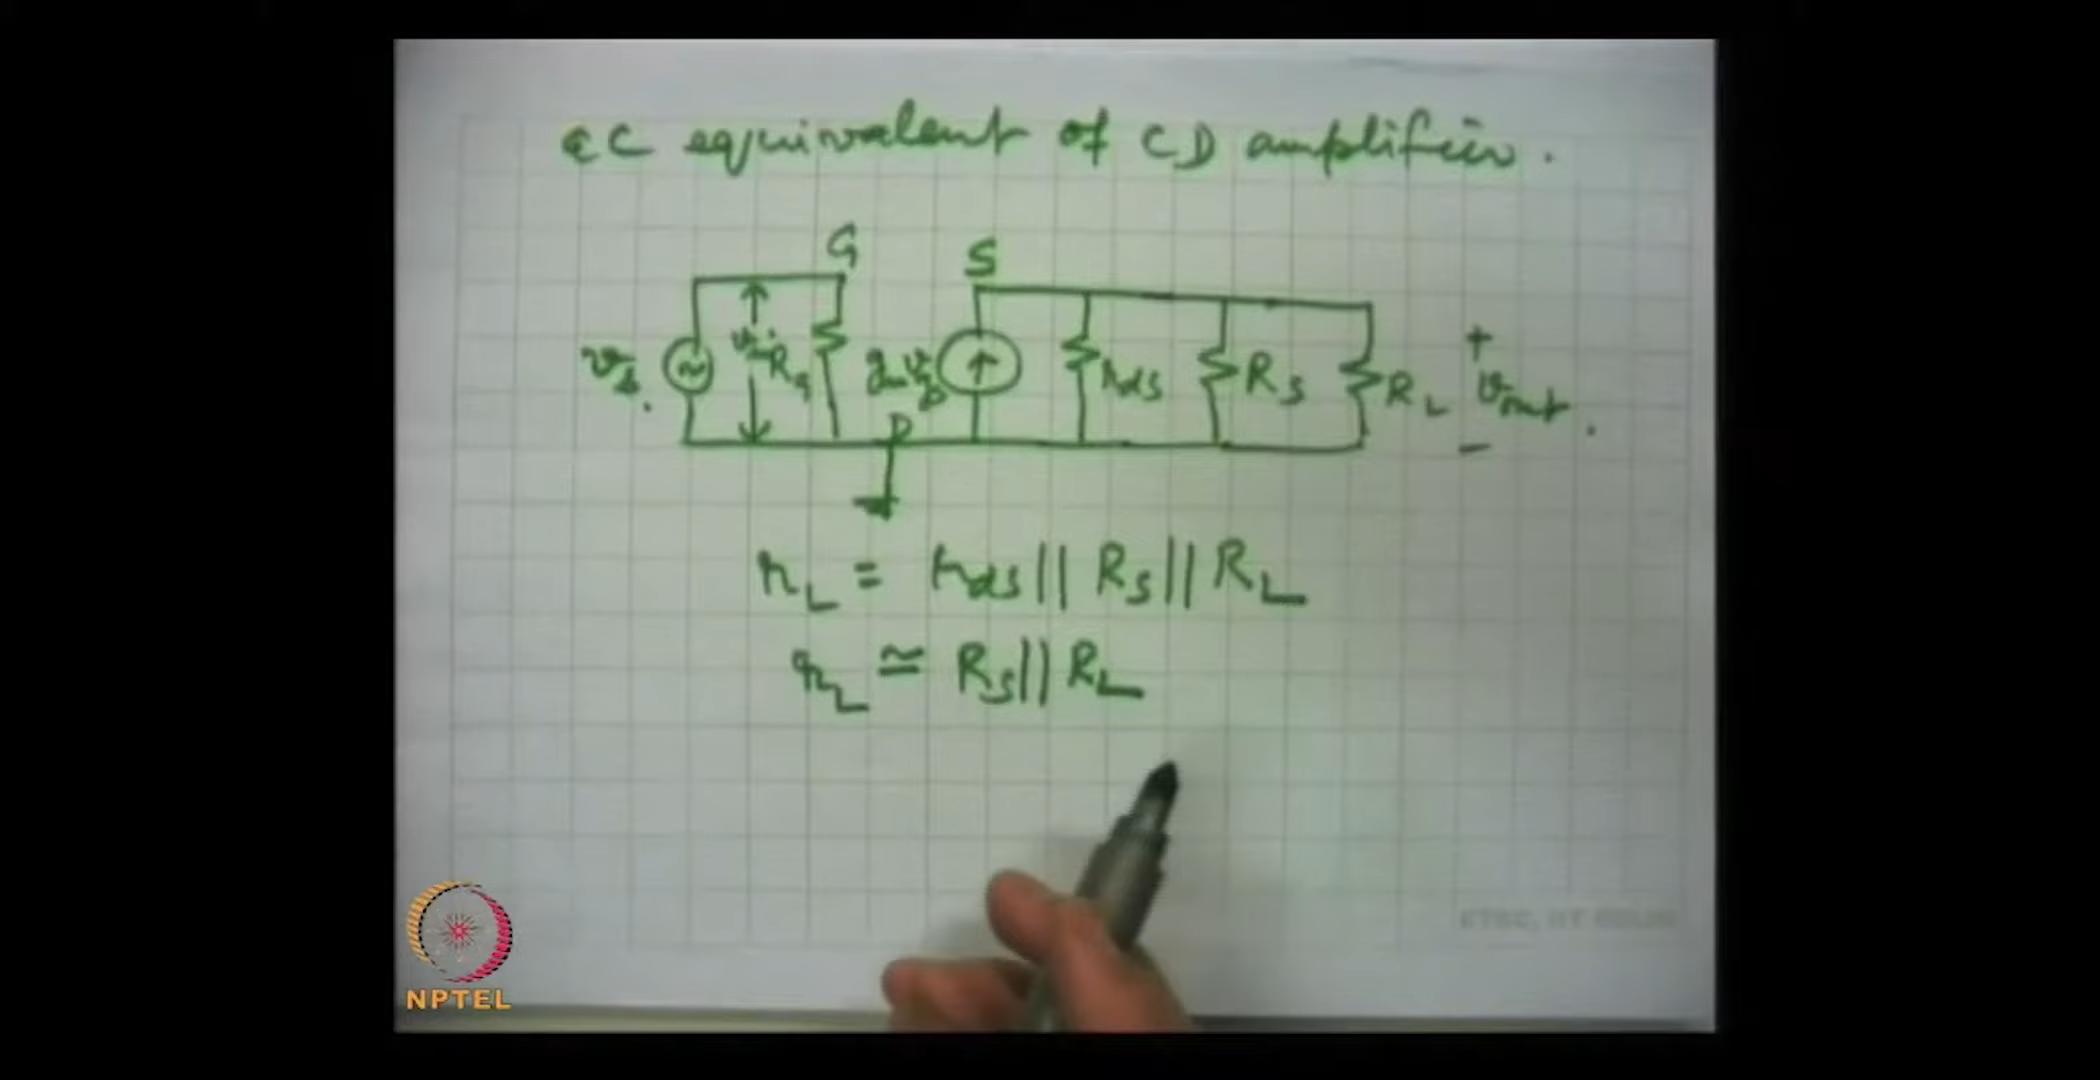 ac equivalent of CD amplifier.
G
S
vs.
vin
RG
gmvgs
D
rds
RS
RL
+
vout.
−
rL = rds || RS || RL
rL ≃ RS || RL
NPTEL